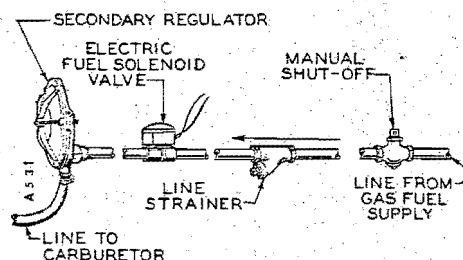 SECONDARY REGULATOR
ELECTRIC
FUEL SOLENOID
VALVE
MANUAL
SHUT-OFF
A531
LINE
STRAINER
LINE FROM
GAS FUEL
SUPPLY
LINE TO
CARBURETOR